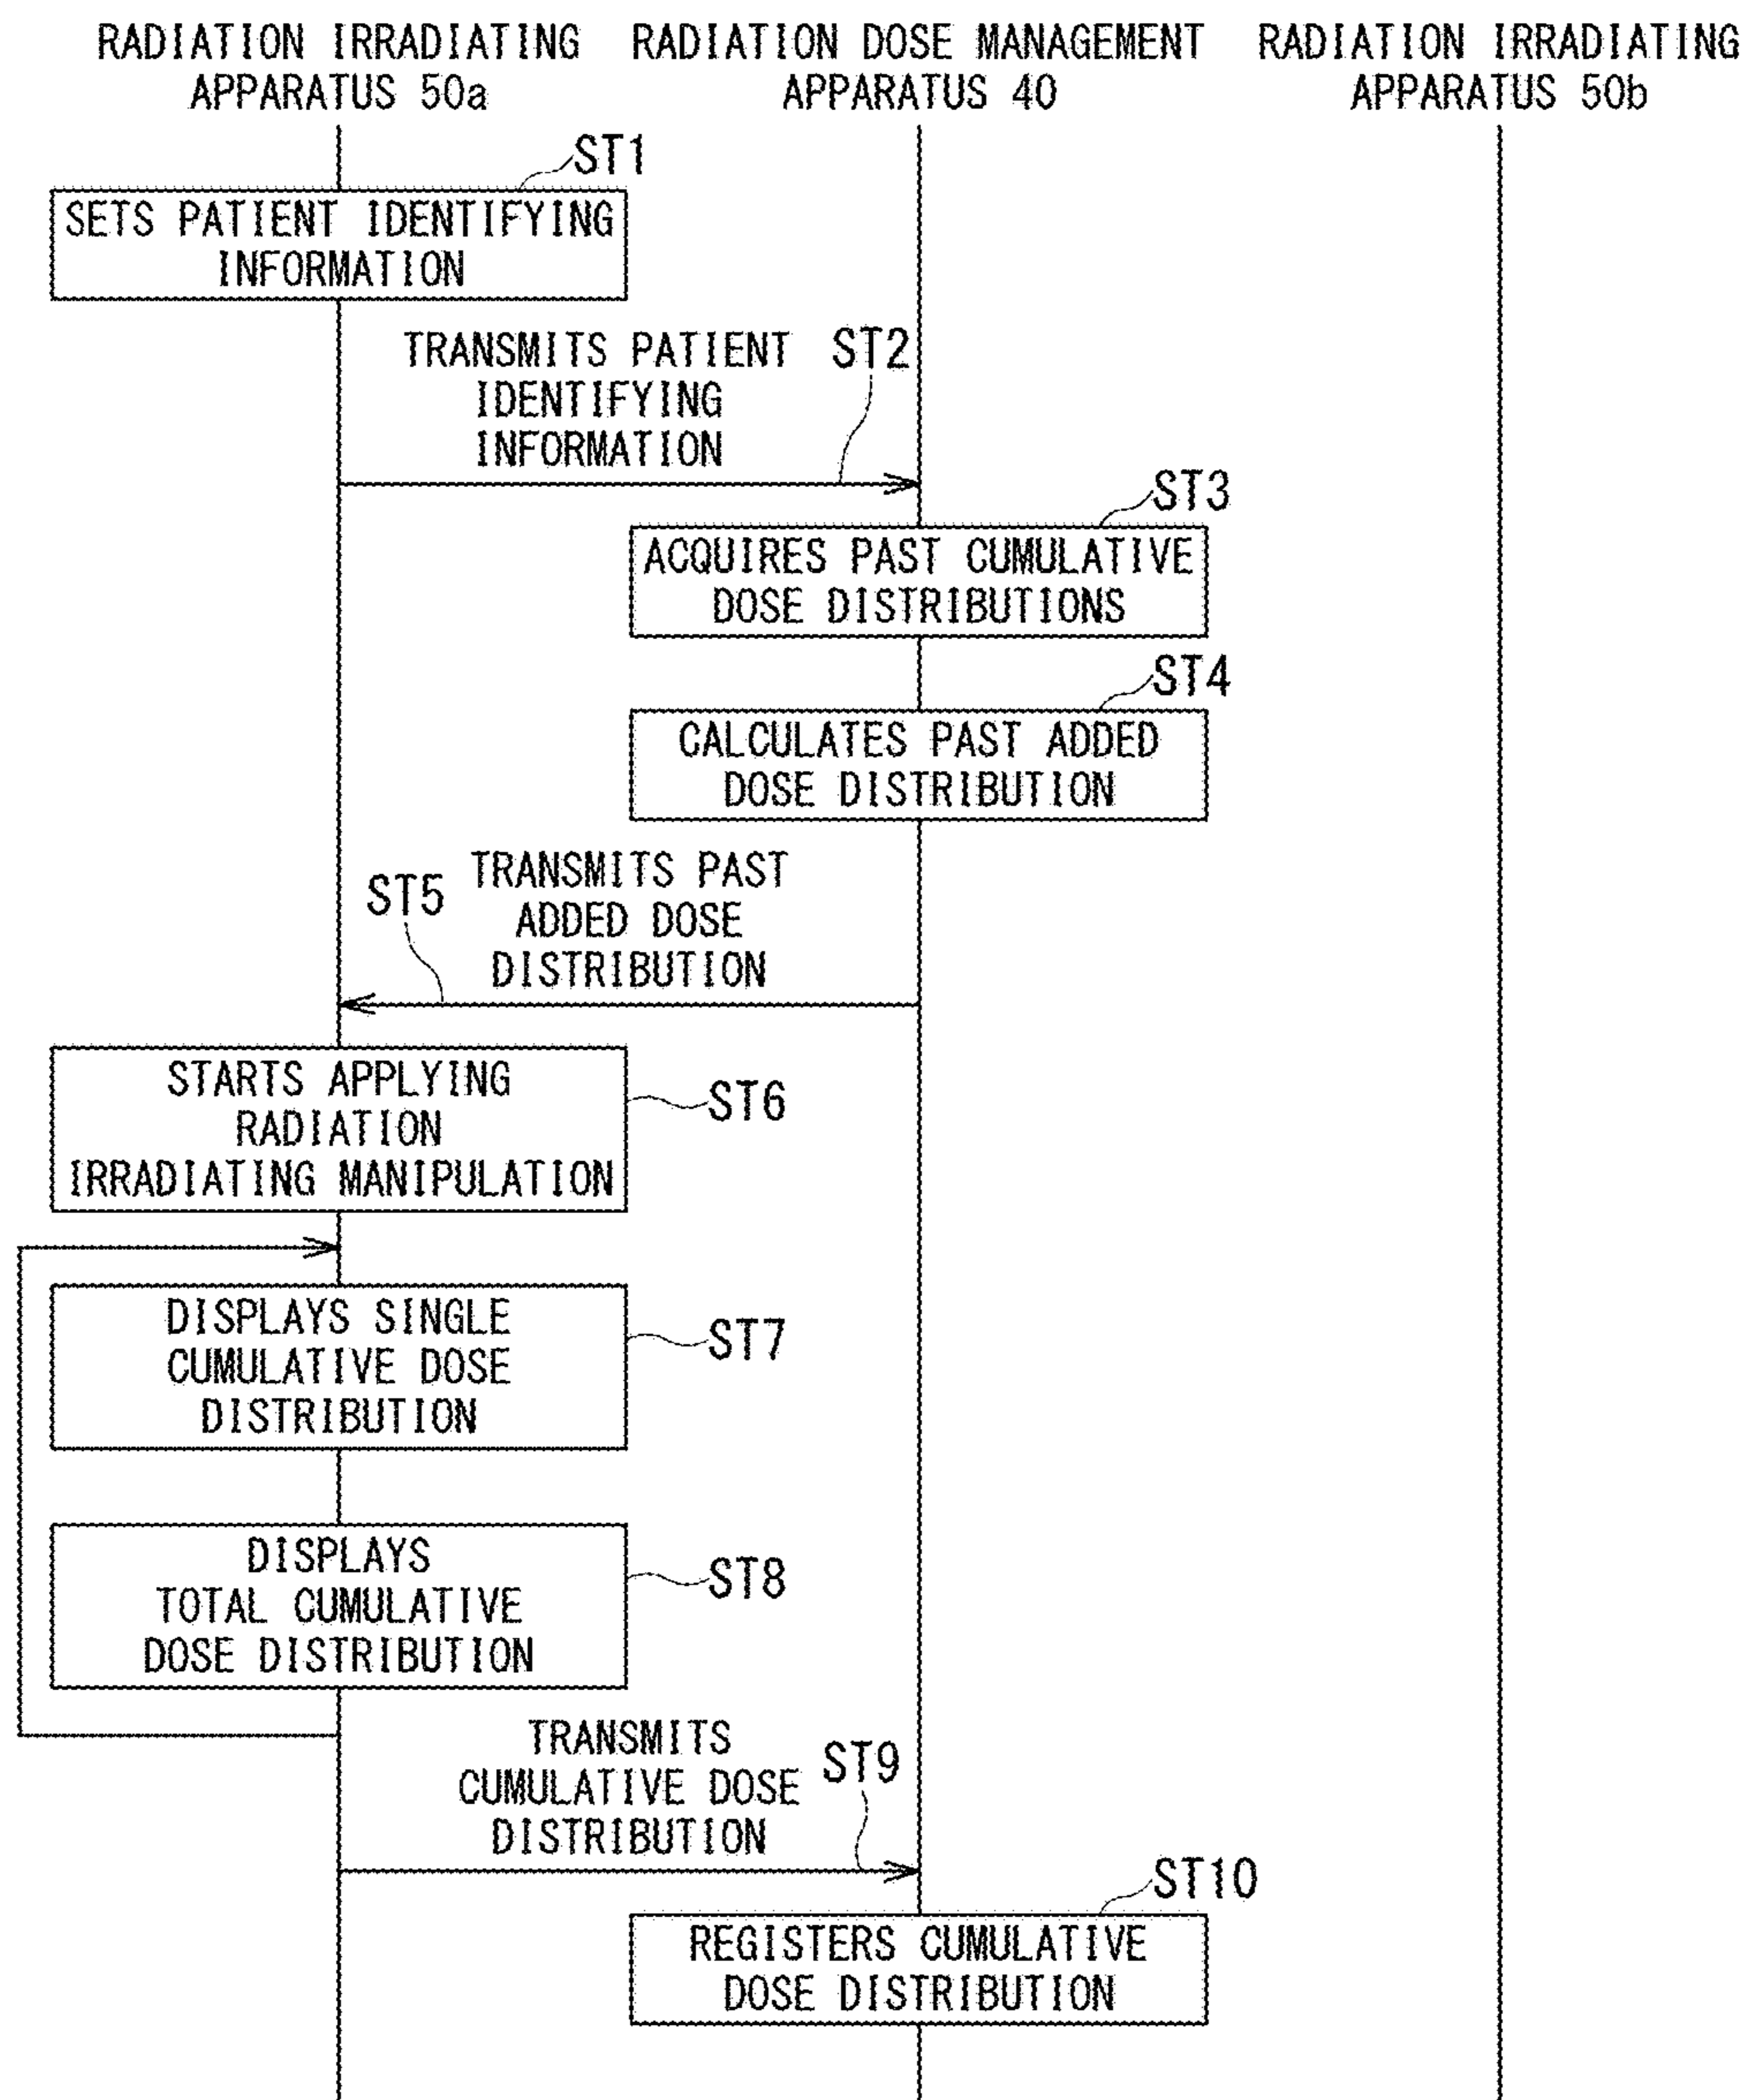 RADIATION IRRADIATING
APPARATUS 50a
RADIATION DOSE MANAGEMENT
APPARATUS 40
RADIATION IRRADIATING
APPARATUS 50b
ST1
SETS PATIENT IDENTIFYING
INFORMATION
TRANSMITS PATIENT
IDENTIFYING
INFORMATION
ST2
ST3
ACQUIRES PAST CUMULATIVE
DOSE DISTRIBUTIONS
ST4
CALCULATES PAST ADDED
DOSE DISTRIBUTION
ST5
TRANSMITS PAST
ADDED DOSE
DISTRIBUTION
STARTS APPLYING
RADIATION
IRRADIATING MANIPULATION
ST6
DISPLAYS SINGLE
CUMULATIVE DOSE
DISTRIBUTION
ST7
DISPLAYS
TOTAL CUMULATIVE
DOSE DISTRIBUTION
ST8
TRANSMITS
CUMULATIVE DOSE
DISTRIBUTION
ST9
ST10
REGISTERS CUMULATIVE
DOSE DISTRIBUTION